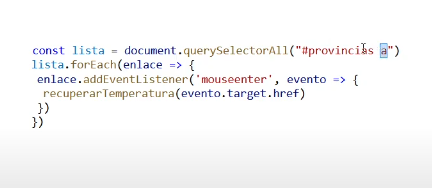 const lista = document.querySelectorAll("#provincias a")
lista.forEach(enlace => {
enlace.addEventListener('mouseenter', evento => {
recuperarTemperatura(evento.target.href)
})
})